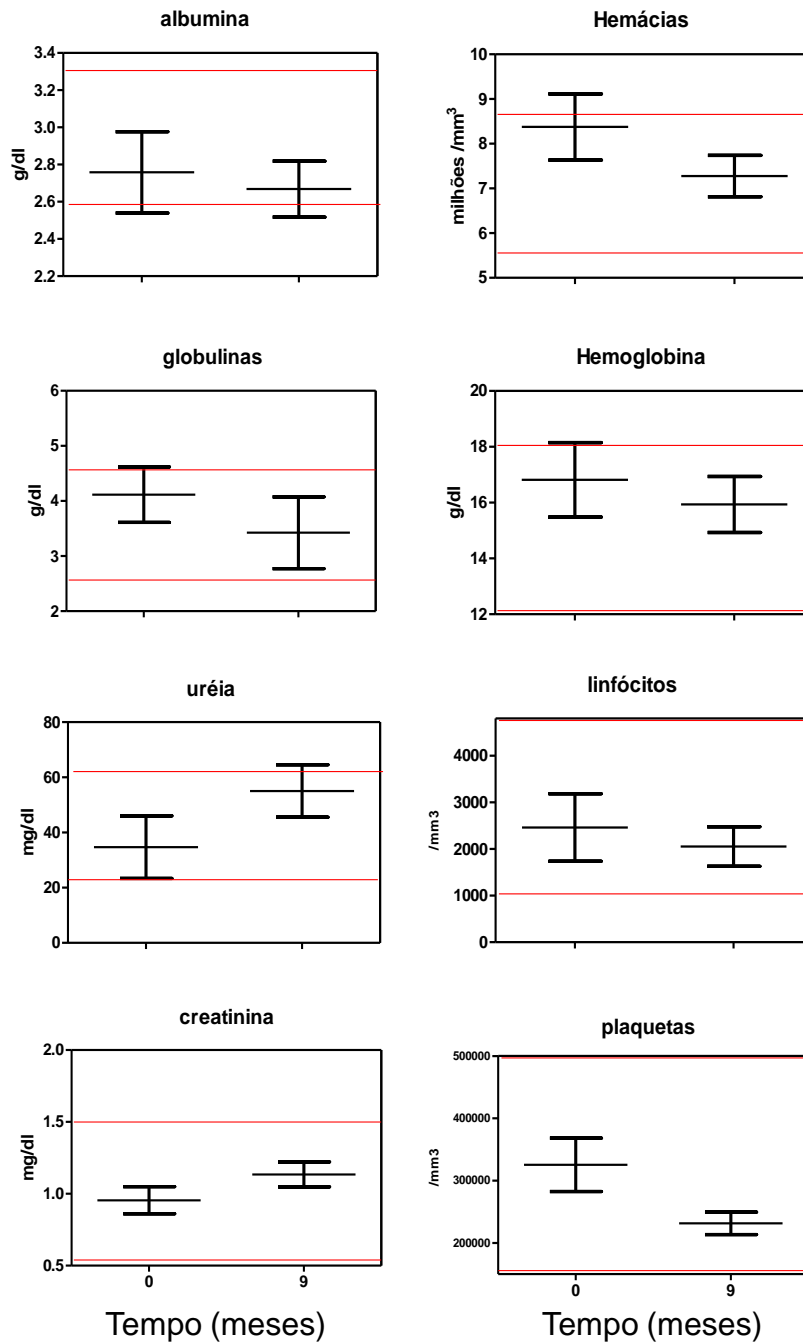 albumina
3.4
3.2
3.0
2.8
2.6
2.4
2.2
g/dl
Hemácias
10
9
8
7
6
5
milhões /mm³
globulinas
6
5
4
3
2
g/dl
Hemoglobina
20
18
16
14
12
g/dl
uréia
80
60
40
20
0
mg/dl
linfócitos
4000
3000
2000
1000
0
/mm3
creatinina
2.0
1.5
1.0
0.5
mg/dl
0 9
Tempo (meses)
plaquetas
500000
400000
300000
200000
/mm3
0 9
Tempo (meses)